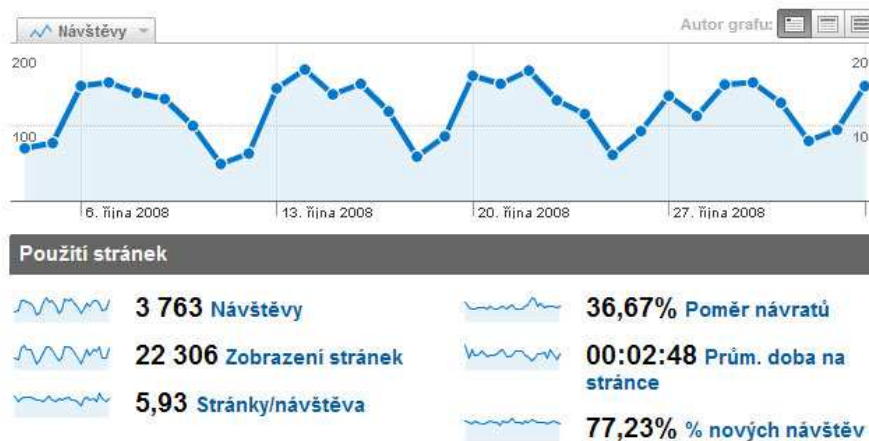 Návštěvy
Autor grafu:
200
20
100
10
6. října 2008
13. října 2008
20. října 2008
27. října 2008
Použití stránek
3 763 Návštěvy
22 306 Zobrazení stránek
5,93 Stránky/návštěva
36,67% Poměr návratů
00:02:48 Prům. doba na
stránce
77,23% % nových návštěv